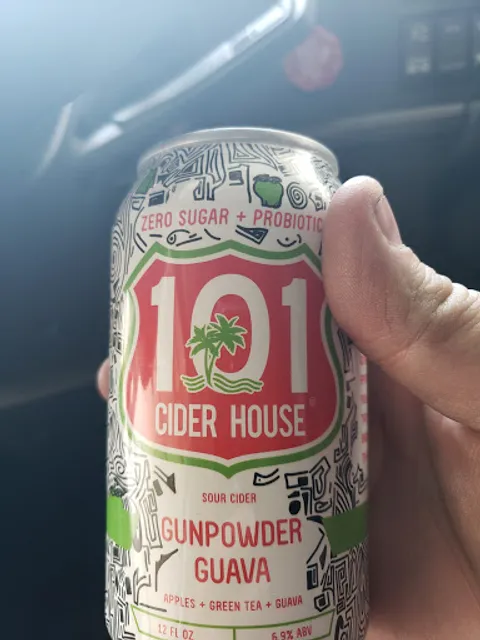 ZERO SUGAR + PROBIOTIC
101
CIDER HOUSE
SOUR CIDER
GUNPOWDER
GUAVA
APPLES + GREEN TEA + GUAVA
12 FL OZ 6.9% ABV